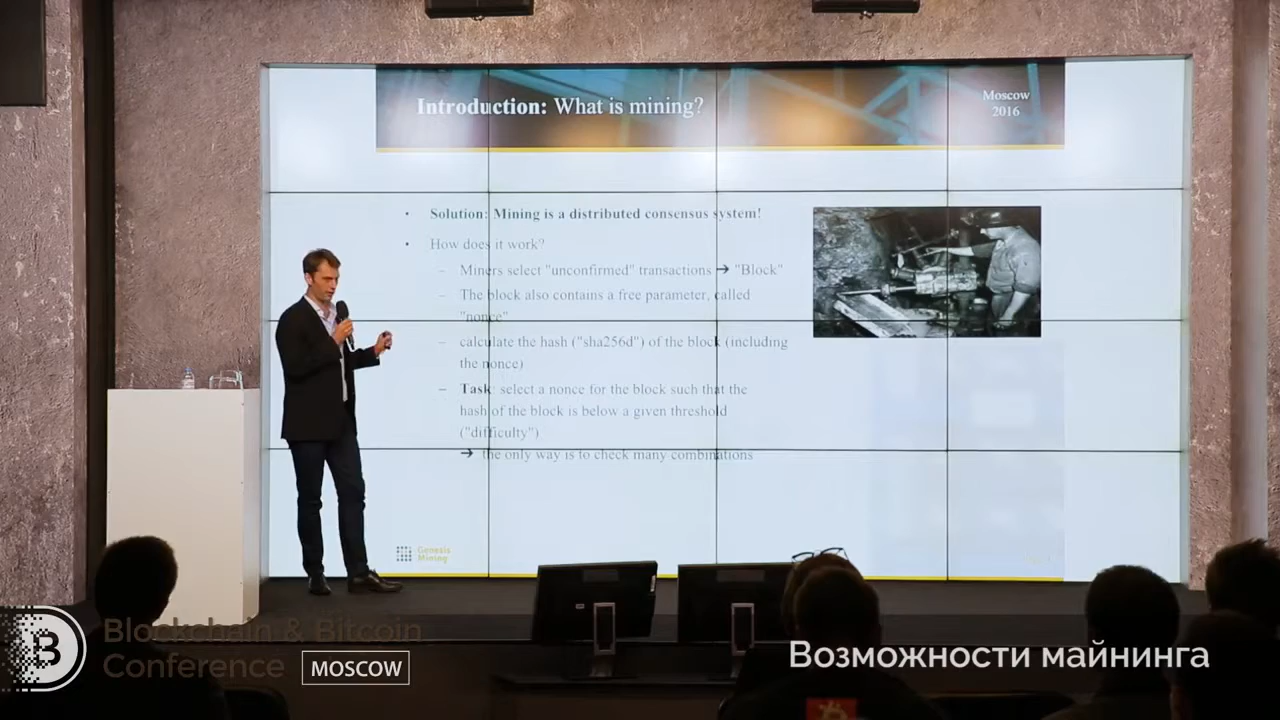 Introduction: What is mining?
Moscow
2016
• Solution: Mining is a distributed consensus system!
• How does it work?
– Miners select "unconfirmed" transactions ➔ "Block"
– The block also contains a free parameter, called
"nonce"
– calculate the hash ("sha256d") of the block (including
the nonce)
– Task: select a nonce for the block such that the
hash of the block is below a given threshold
("difficulty")
➔ the only way is to check many combinations
Genesis
Mining
Blockchain & Bitcoin
Conference MOSCOW
Возможности майнинга